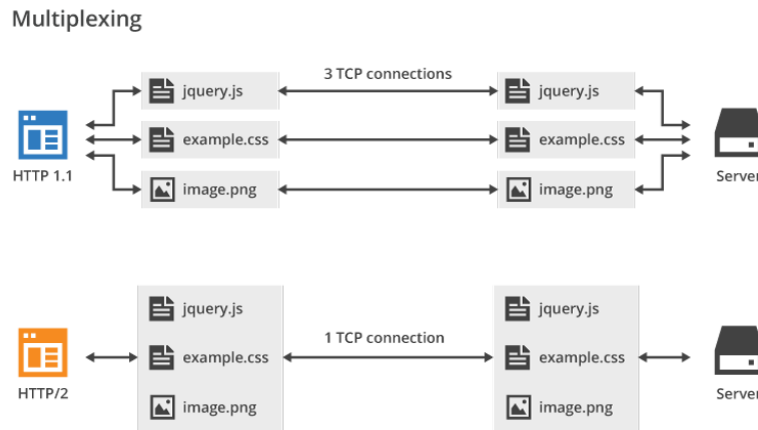 Multiplexing
3 TCP connections
jquery.js
jquery.js
example.css
example.css
HTTP 1.1
Server
image.png
image.png
jquery.js
jquery.js
1 TCP connection
example.css
example.css
HTTP/2
Server
image.png
image.png